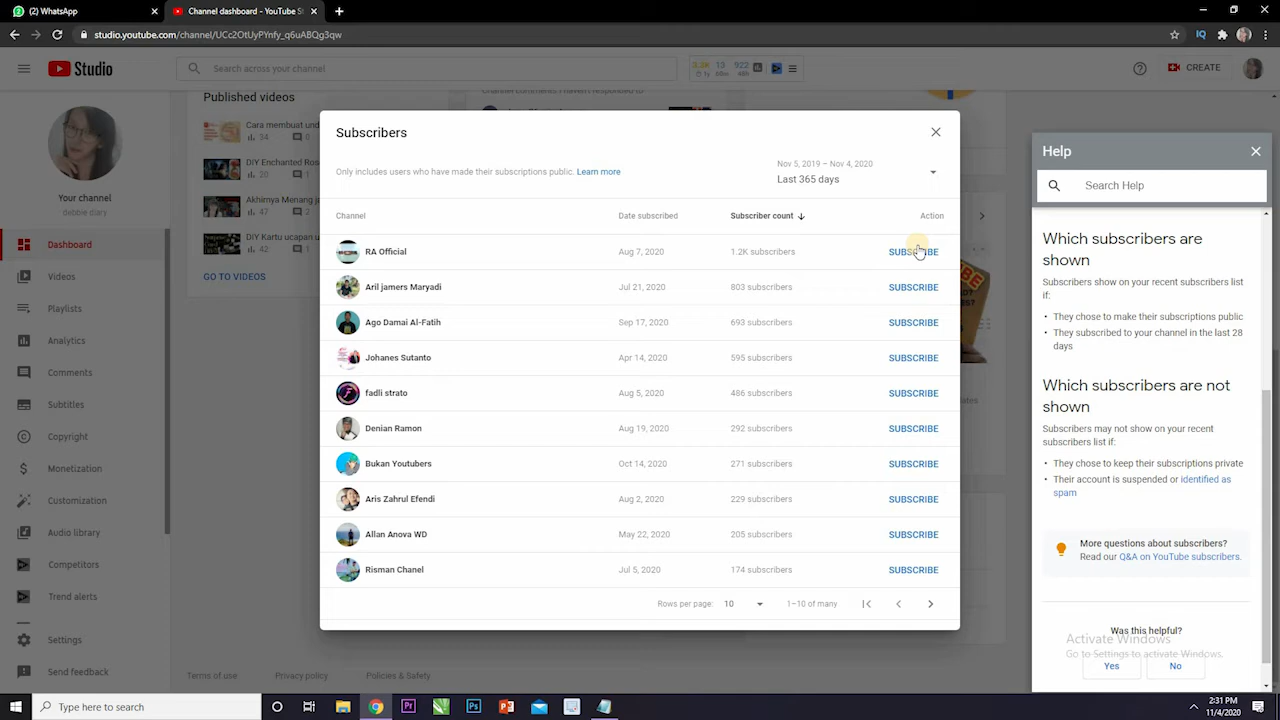 (2) WhatsApp
Channel dashboard - YouTube S
studio.youtube.com/channel/UCc2OtUyPYnfy_q6uABQg3qw
Studio
Search across your channel
13
922
CREATE
Your channel
debbie diary
Dashboard
Videos
Playlists
Analytics
Comments
Subtitles
Copyright
Monetization
Customization
Audio library
Competitors
Trend alerts
Settings
Send feedback
Published videos
Cara membuat und
34
0
DIY Enchanted Ros
20
1
Akhimya Menang ja
47
2
DIY Kartu ucapan u
42
0
GO TO VIDEOS
Terms of use
Privacy policy
Policies & Safety
Subscribers
Only includes users who have made their subscriptions public. Learn more
Nov 5, 2019 – Nov 4, 2020
Last 365 days
Channel Date subscribed Subscriber count Action
RA Official Aug 7, 2020 1.2K subscribers SUBSCRIBE
Aril jamers Maryadi Jul 21, 2020 803 subscribers SUBSCRIBE
Ago Damai Al-Fatih Sep 17, 2020 693 subscribers SUBSCRIBE
Johanes Sutanto Apr 14, 2020 595 subscribers SUBSCRIBE
fadli strato Aug 5, 2020 486 subscribers SUBSCRIBE
Denian Ramon Aug 19, 2020 292 subscribers SUBSCRIBE
Bukan Youtubers Oct 14, 2020 271 subscribers SUBSCRIBE
Aris Zahrul Efendi Aug 2, 2020 229 subscribers SUBSCRIBE
Allan Anova WD May 22, 2020 205 subscribers SUBSCRIBE
Risman Chanel Jul 5, 2020 174 subscribers SUBSCRIBE
Rows per page: 10 1–10 of many
Help
Search Help
Which subscribers are
shown
Subscribers show on your recent subscribers list
if:
They chose to make their subscriptions public
They subscribed to your channel in the last 28
days
Which subscribers are not
shown
Subscribers may not show on your recent
subscribers list if:
They chose to keep their subscriptions private
Their account is suspended or identified as
spam
More questions about subscribers?
Read our Q&A on YouTube subscribers.
Was this helpful?
Activate Windows
Go to Settings to activate Windows.
Yes
No
Type here to search
2:31 PM
11/4/2020